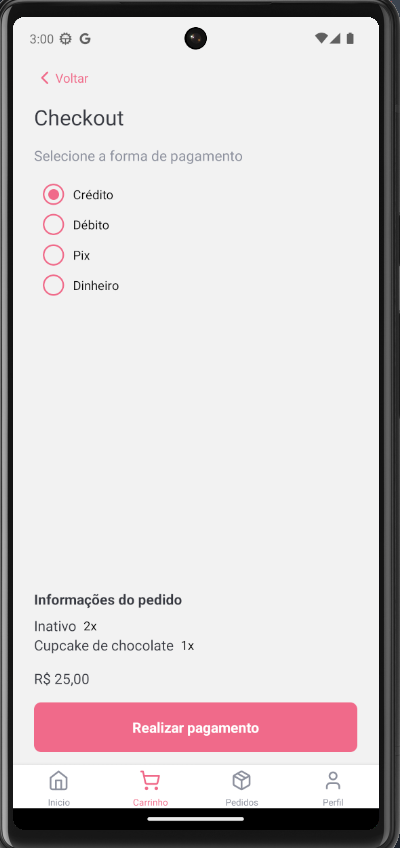 3:00
Voltar
Checkout
Selecione a forma de pagamento
Crédito
Débito
Pix
Dinheiro
Informações do pedido
Inativo 2x
Cupcake de chocolate 1x
R$ 25,00
Realizar pagamento
Inicio Carrinho Pedidos Perfil